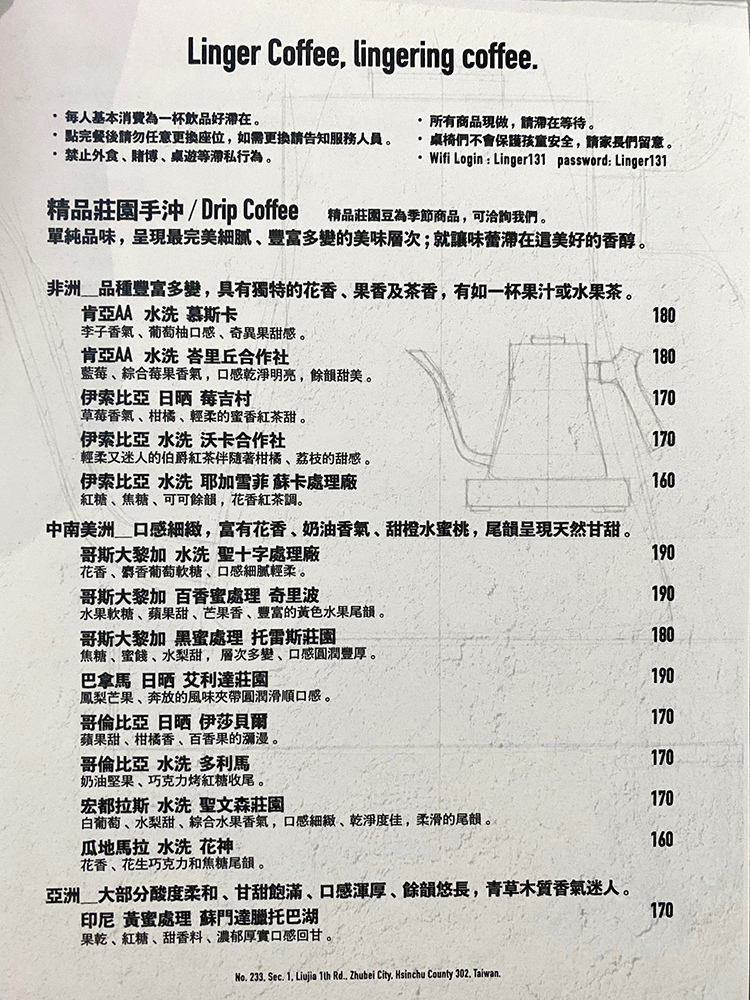 Linger Coffee, lingering coffee.
・每人基本消費為一杯飲品好滯在。
・點完餐後請勿任意更換座位，如需更換請告知服務人員。
・禁止外食、賭博、桌遊等滯私行為。
・所有商品現做，請滯在等待。
・桌椅們不會保護孩童安全，請家長們留意。
・Wifi Login : Linger131 password: Linger131
精品莊園手沖 / Drip Coffee 精品莊園豆為季節商品，可洽詢我們。
單純品味，呈現最完美細膩、豐富多變的美味層次；就讓味蕾滯在這美好的香醇。
非洲__品種豐富多變，具有獨特的花香、果香及茶香，有如一杯果汁或水果茶。
肯亞AA 水洗 慕斯卡 180
李子香氣、葡萄柚口感、奇異果甜感。
肯亞AA 水洗 峇里丘合作社 180
藍莓、綜合莓果香氣，口感乾淨明亮，餘韻甜美。
伊索比亞 日晒 莓吉村 170
草莓香氣、柑橘、輕柔的蜜香紅茶甜。
伊索比亞 水洗 沃卡合作社 170
輕柔又迷人的伯爵紅茶伴隨著柑橘、荔枝的甜感。
伊索比亞 水洗 耶加雪菲 蘇卡處理廠 160
紅糖、焦糖、可可餘韻，花香紅茶調。
中南美洲__口感細緻，富有花香、奶油香氣、甜橙水蜜桃，尾韻呈現天然甘甜。
哥斯大黎加 水洗 聖十字處理廠 190
花香、麝香葡萄軟糖、口感細膩輕柔。
哥斯大黎加 百香蜜處理 奇里波 190
水果軟糖、蘋果甜、芒果香、豐富的黃色水果尾韻。
哥斯大黎加 黑蜜處理 托雷斯莊園 180
焦糖、蜜餞、水梨甜，層次多變、口感圓潤豐厚。
巴拿馬 日晒 艾利達莊園 190
鳳梨芒果、奔放的風味夾帶圓潤滑順口感。
哥倫比亞 日晒 伊莎貝爾 170
蘋果甜、柑橘香、百香果的瀰漫。
哥倫比亞 水洗 多利馬 170
奶油堅果、巧克力烤紅糖收尾。
宏都拉斯 水洗 聖文森莊園 170
白葡萄、水梨甜、綜合水果香氣，口感細緻、乾淨度佳，柔滑的尾韻。
瓜地馬拉 水洗 花神 160
花香、花生巧克力和焦糖尾韻。
亞洲__大部分酸度柔和、甘甜飽滿、口感渾厚、餘韻悠長，青草木質香氣迷人。
印尼 黃蜜處理 蘇門達臘托巴湖 170
果乾、紅糖、甜香料、濃郁厚實口感回甘。
No. 233, Sec. 1, Liujia 1th Rd., Zhubei City, Hsinchu County 302, Taiwan.